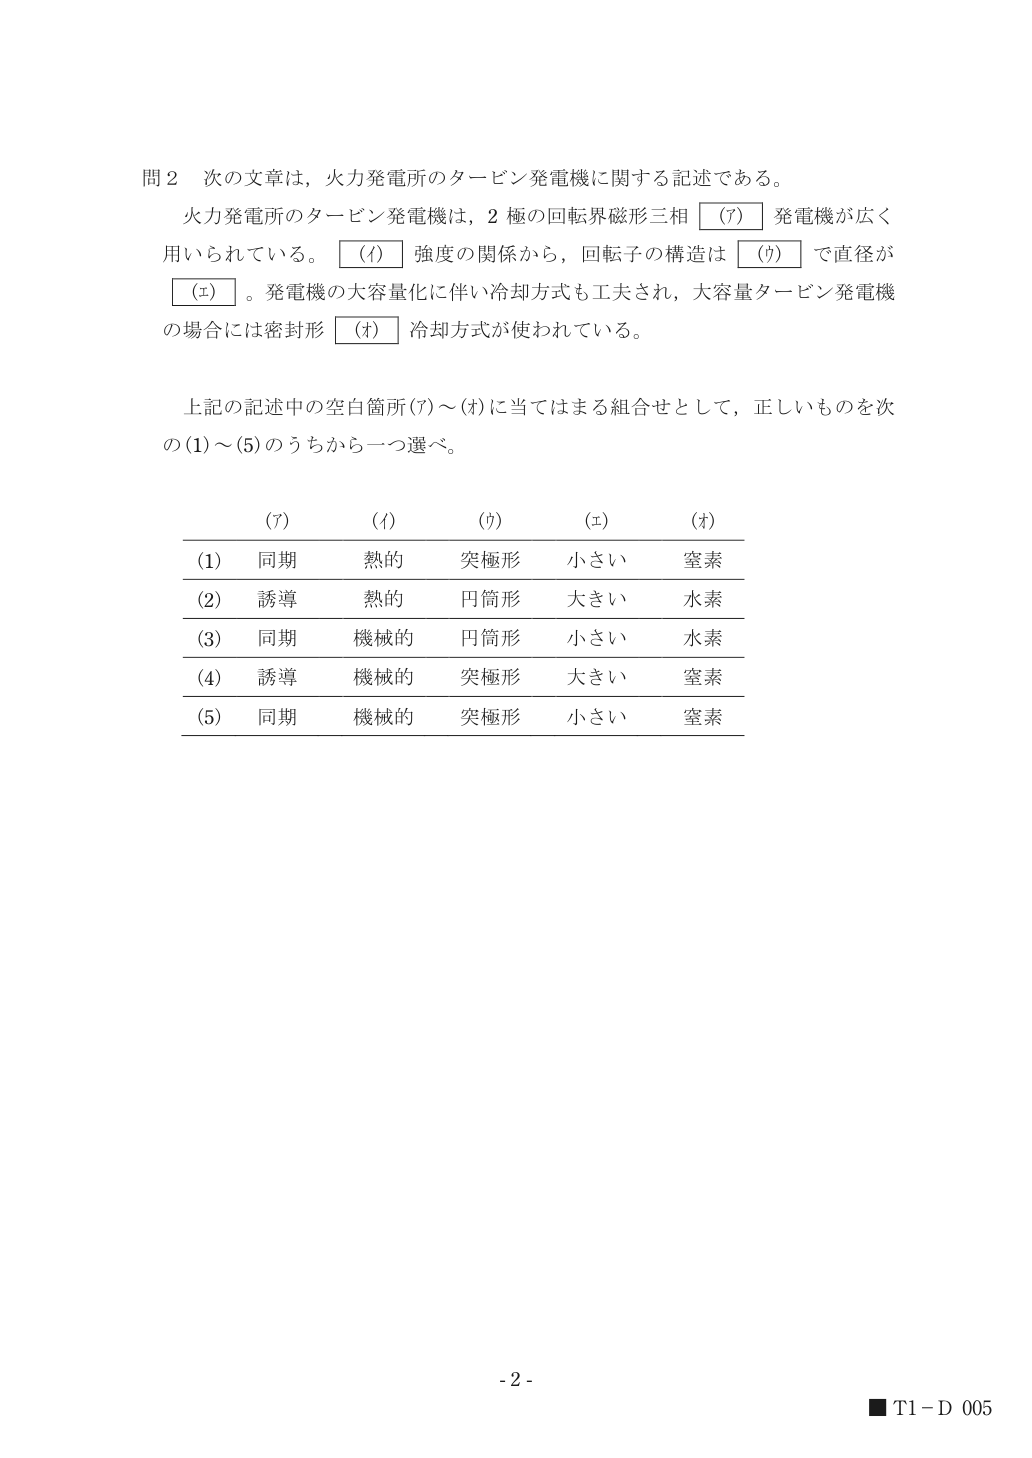 問２　次の文章は，火力発電所のタービン発電機に関する記述である。
火力発電所のタービン発電機は，2 極の回転界磁形三相 (ア) 発電機が広く
用いられている。 (イ) 強度の関係から，回転子の構造は (ウ) で直径が
(エ) 。発電機の大容量化に伴い冷却方式も工夫され，大容量タービン発電機
の場合には密封形 (オ) 冷却方式が使われている。
上記の記述中の空白箇所(ア)～(オ)に当てはまる組合せとして，正しいものを次
の(1)～(5)のうちから一つ選べ。
(ア) (イ) (ウ) (エ) (オ)
(1) 同期 熱的 突極形 小さい 窒素
(2) 誘導 熱的 円筒形 大きい 水素
(3) 同期 機械的 円筒形 小さい 水素
(4) 誘導 機械的 突極形 大きい 窒素
(5) 同期 機械的 突極形 小さい 窒素
- 2 -
■ T1－D 005